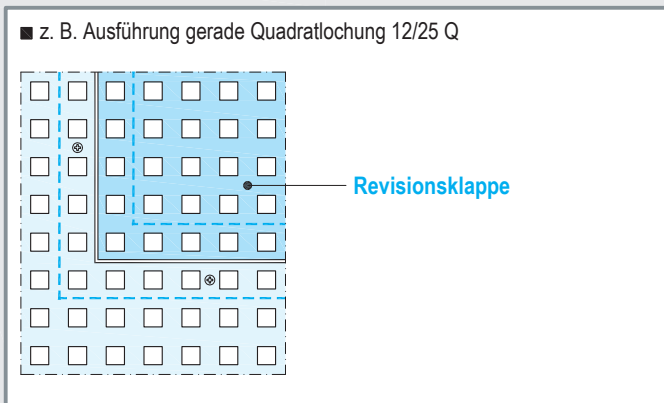 ■ z. B. Ausführung gerade Quadratlochung 12/25 Q
Revisionsklappe